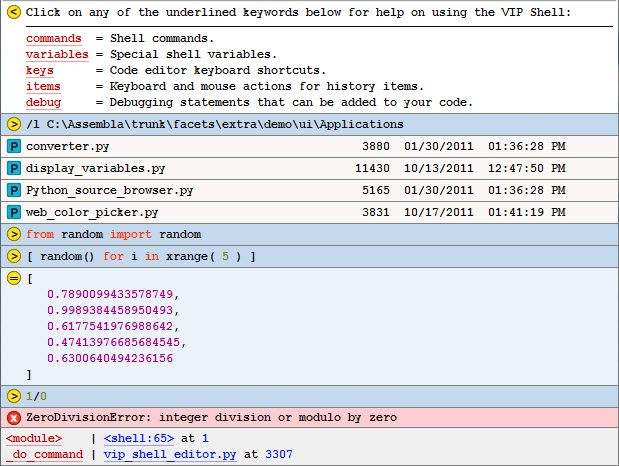 < Click on any of the underlined keywords below for help on using the VIP Shell:
commands = Shell commands.
variables = Special shell variables.
keys = Code editor keyboard shortcuts.
items = Keyboard and mouse actions for history items.
debug = Debugging statements that can be added to your code.
> /l C:\Assembla\trunk\facets\extra\demo\ui\Applications
P converter.py 3880 01/30/2011 01:36:28 PM
P display_variables.py 11430 10/13/2011 12:47:50 PM
P Python_source_browser.py 5165 01/30/2011 01:36:28 PM
P web_color_picker.py 3831 10/17/2011 01:41:19 PM
> from random import random
> [ random() for i in xrange( 5 ) ]
= [
0.7890099433578749,
0.9989384458950493,
0.6177541976988642,
0.47413976685684545,
0.6300640494236156
]
> 1/0
x ZeroDivisionError: integer division or modulo by zero
<module> | <shell:65> at 1
_do_command | vip_shell_editor.py at 3307